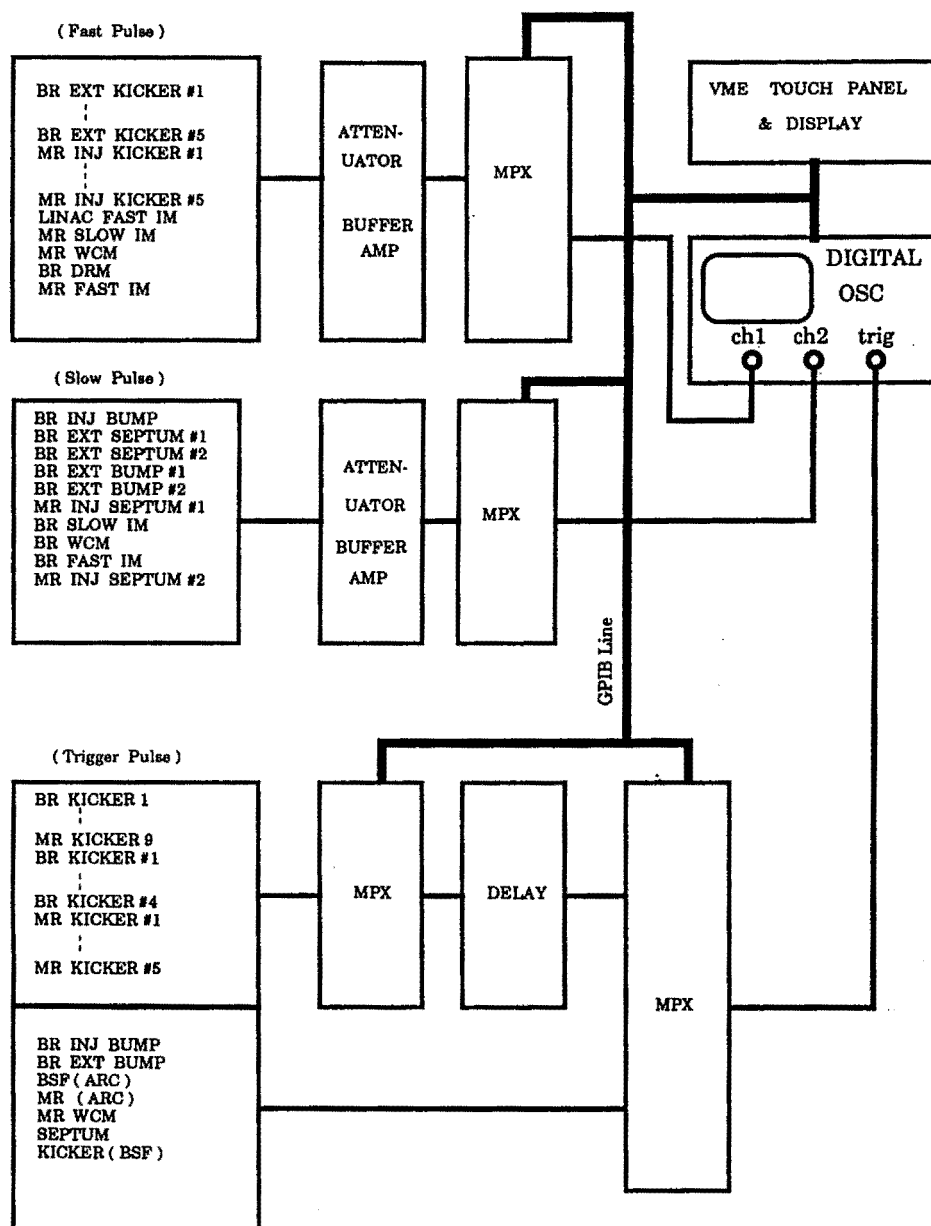 ( Fast Pulse )
BR EXT KICKER #1
BR EXT KICKER #5
MR INJ KICKER #1
MR INJ KICKER #5
LINAC FAST IM
MR SLOW IM
MR WCM
BR DRM
MR FAST IM
ATTEN-
UATOR
BUFFER
AMP
MPX
VME TOUCH PANEL
& DISPLAY
DIGITAL
OSC
ch1 ch2 trig
( Slow Pulse )
BR INJ BUMP
BR EXT SEPTUM #1
BR EXT SEPTUM #2
BR EXT BUMP #1
BR EXT BUMP #2
MR INJ SEPTUM #1
BR SLOW IM
BR WCM
BR FAST IM
MR INJ SEPTUM #2
ATTEN-
UATOR
BUFFER
AMP
MPX
GPIB Line
( Trigger Pulse )
BR KICKER 1
MR KICKER 9
BR KICKER #1
BR KICKER #4
MR KICKER #1
MR KICKER #5
MPX
DELAY
MPX
BR INJ BUMP
BR EXT BUMP
BSF ( ARC )
MR ( ARC )
MR WCM
SEPTUM
KICKER ( BSF )